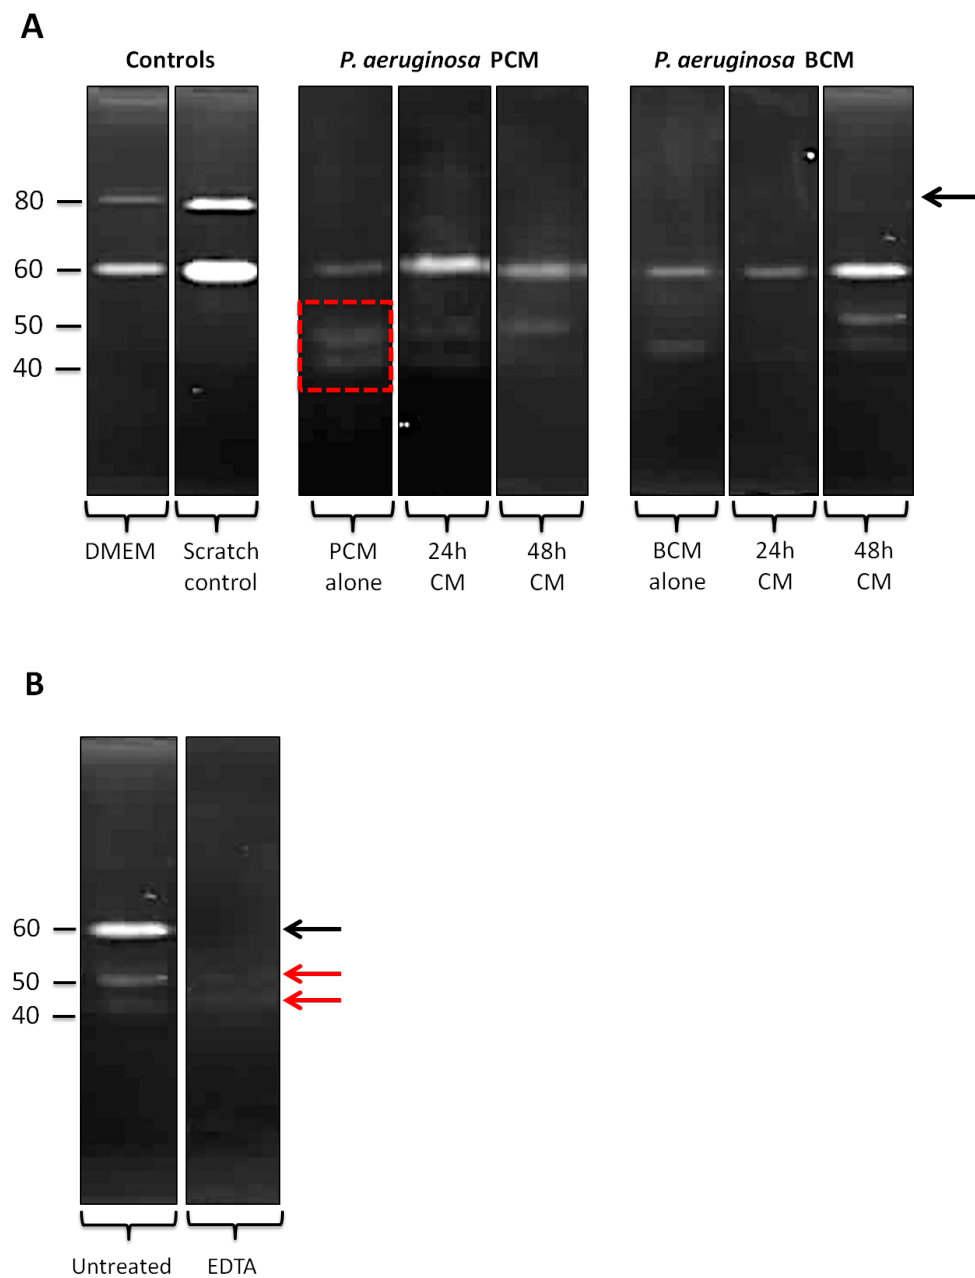 A
Controls
P. aeruginosa PCM
P. aeruginosa BCM
80
60
50
40
DMEM
Scratch control
PCM alone
24h CM
48h CM
BCM alone
24h CM
48h CM
B
60
50
40
Untreated
EDTA